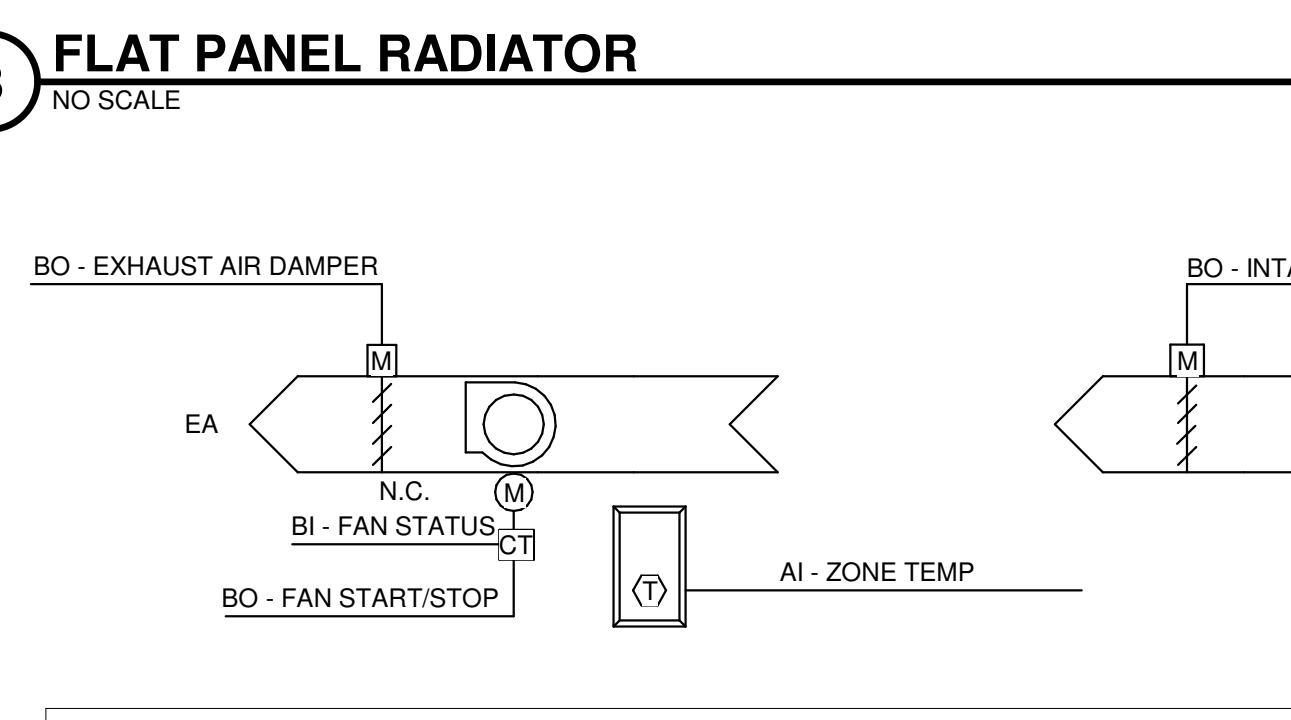 FLAT PANEL RADIATOR
NO SCALE
BO - EXHAUST AIR DAMPER
BO - 
M
M
EA
N.C.
M
BI - FAN STATUS
CT
AI - ZONE TEMP
T
BO - FAN START/STOP